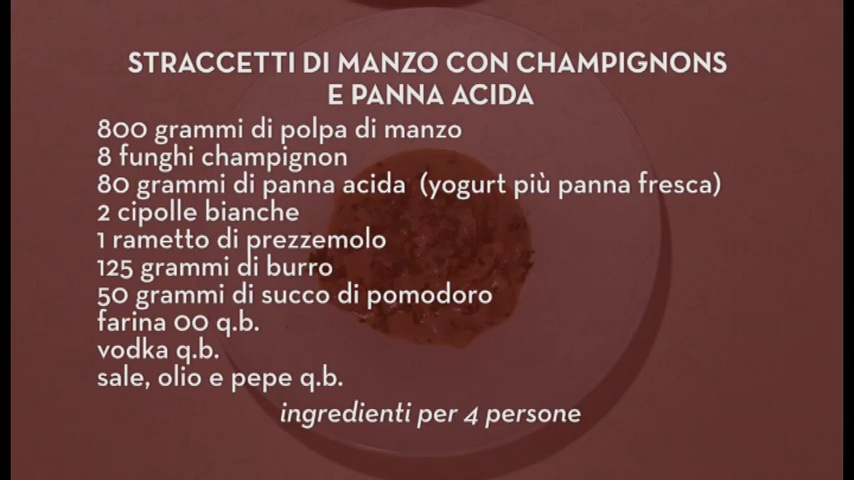 STRACCETTI DI MANZO CON CHAMPIGNONS
E PANNA ACIDA
800 grammi di polpa di manzo
8 funghi champignon
80 grammi di panna acida (yogurt più panna fresca)
2 cipolle bianche
1 rametto di prezzemolo
125 grammi di burro
50 grammi di succo di pomodoro
farina 00 q.b.
vodka q.b.
sale, olio e pepe q.b.
ingredienti per 4 persone